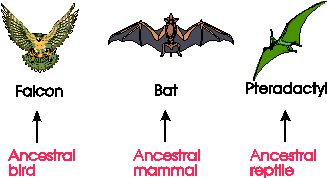 Falcon
Bat
Pteradactyl
Ancestral
bird
Ancestral
mammal
Ancestral
reptile